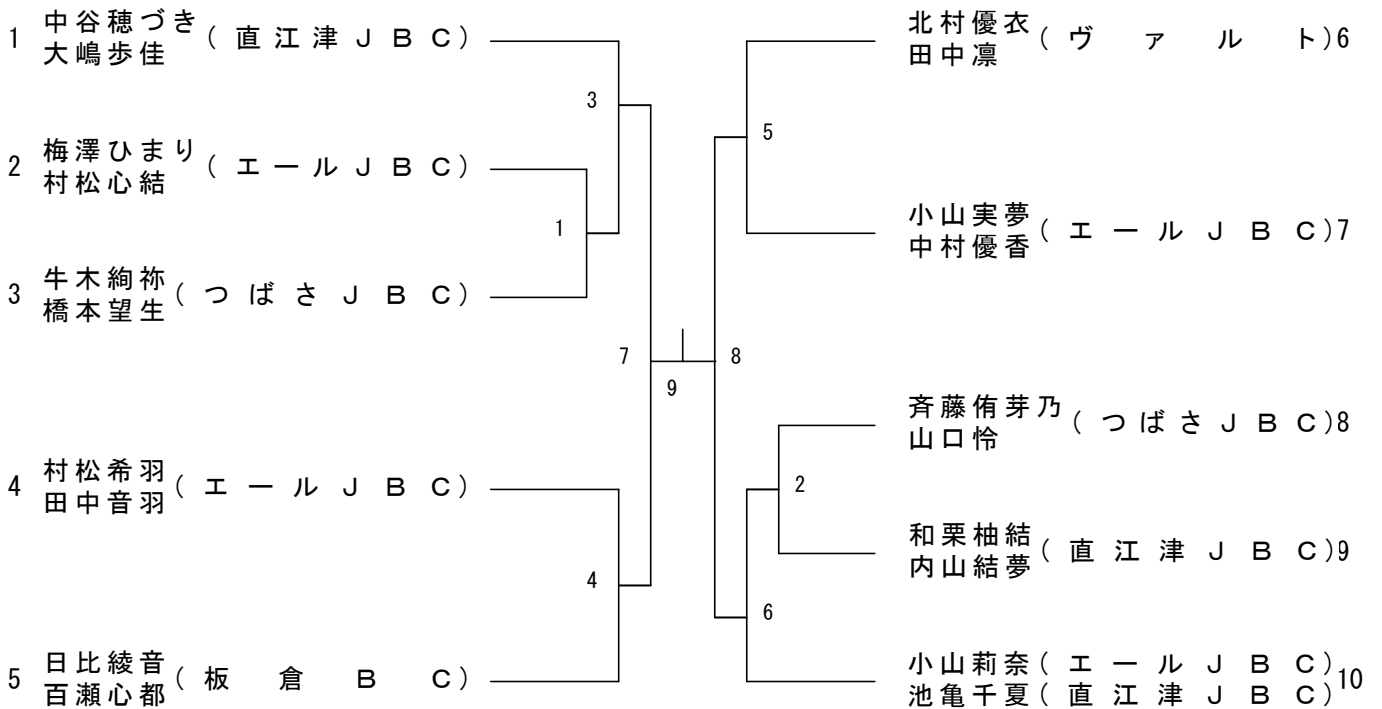 1 中谷穂づき 大嶋歩佳 (直江津JBC)
2 梅澤ひまり 村松心結 (エールJBC)
3 牛木絢祢 橋本望生 (つばさJBC)
4 村松希羽 田中音羽 (エールJBC)
5 日比綾音 百瀬心都 (板倉BC)
3
1
7
4
9
8
5
2
6
北村優衣 田中凛 (ヴァルト) 6
小山実夢 中村優香 (エールJBC) 7
斉藤侑芽乃 山口怜 (つばさJBC) 8
和栗柚結 内山結夢 (直江津JBC) 9
小山莉奈 (エールJBC)
池亀千夏 (直江津JBC) 10